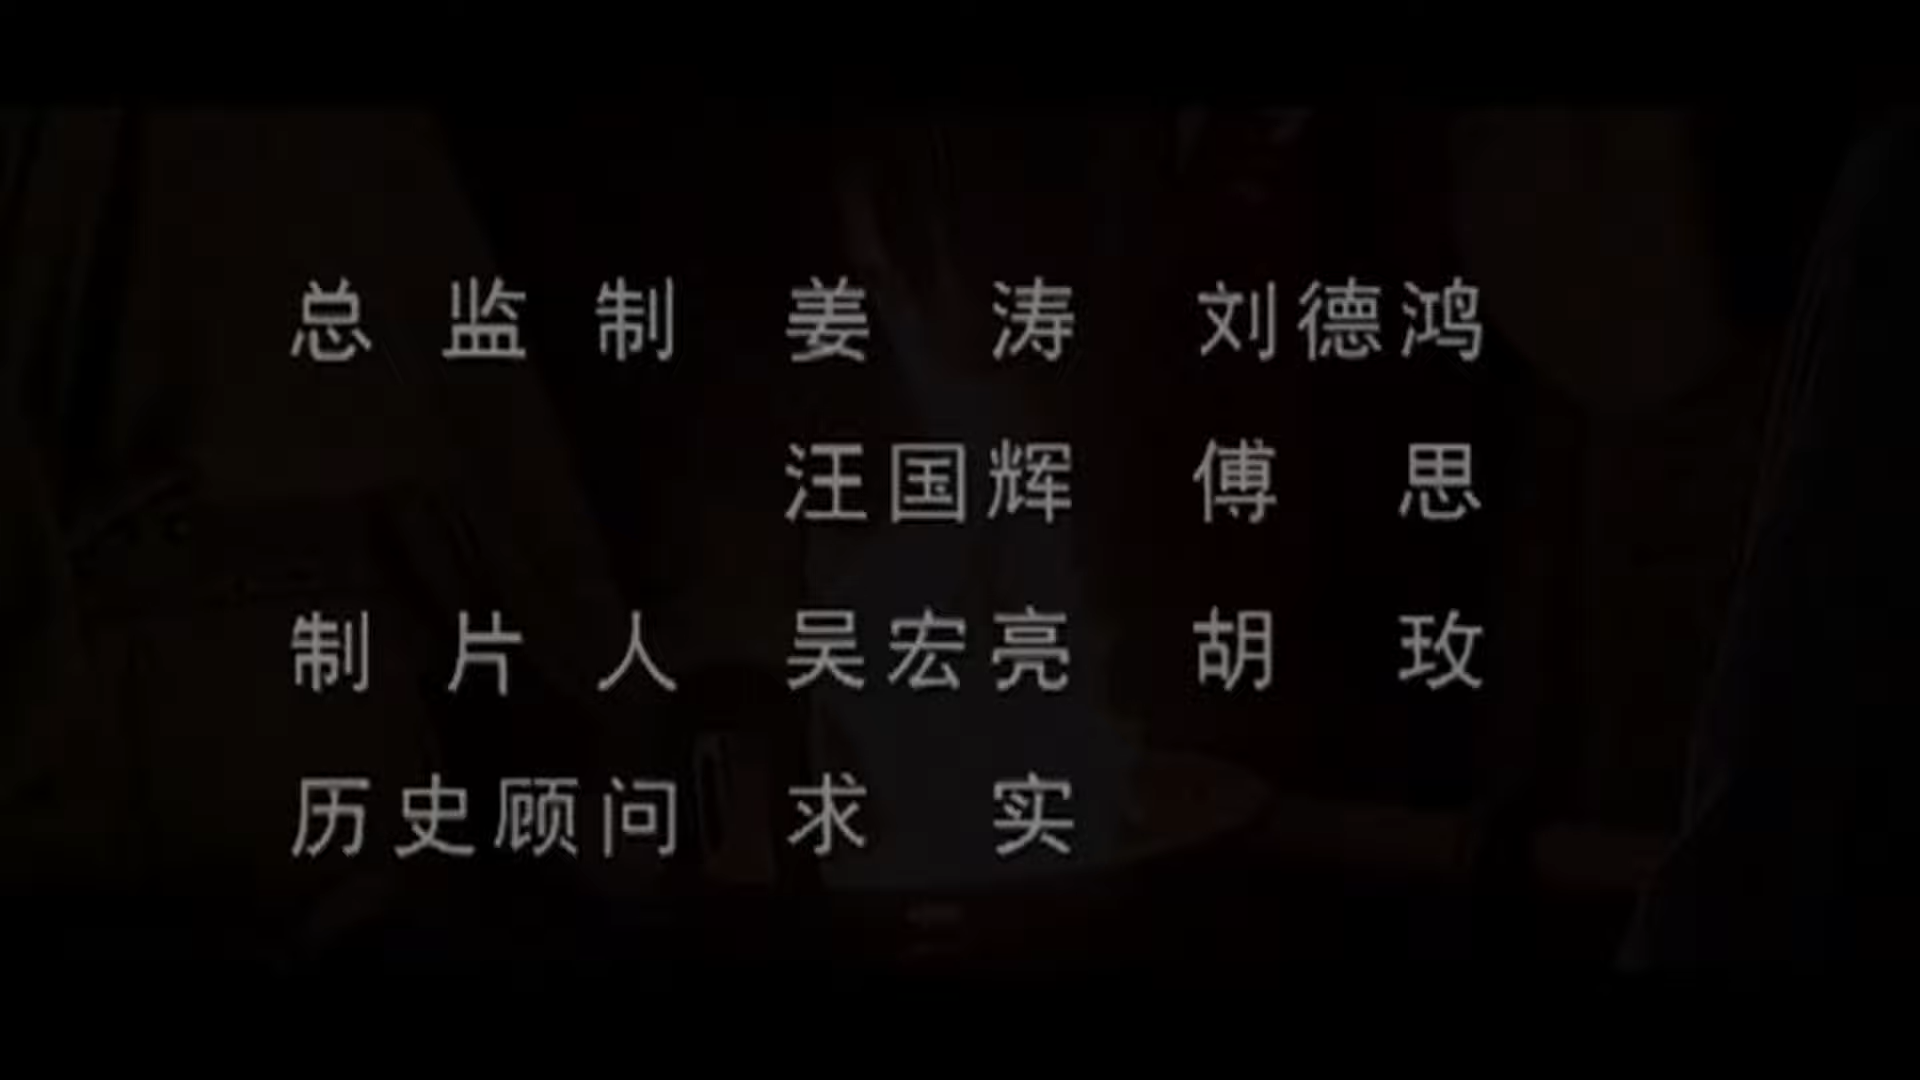 总监制 姜涛 刘德鸿
汪国辉 傅思
制片人 吴宏亮 胡玫
历史顾问 求实